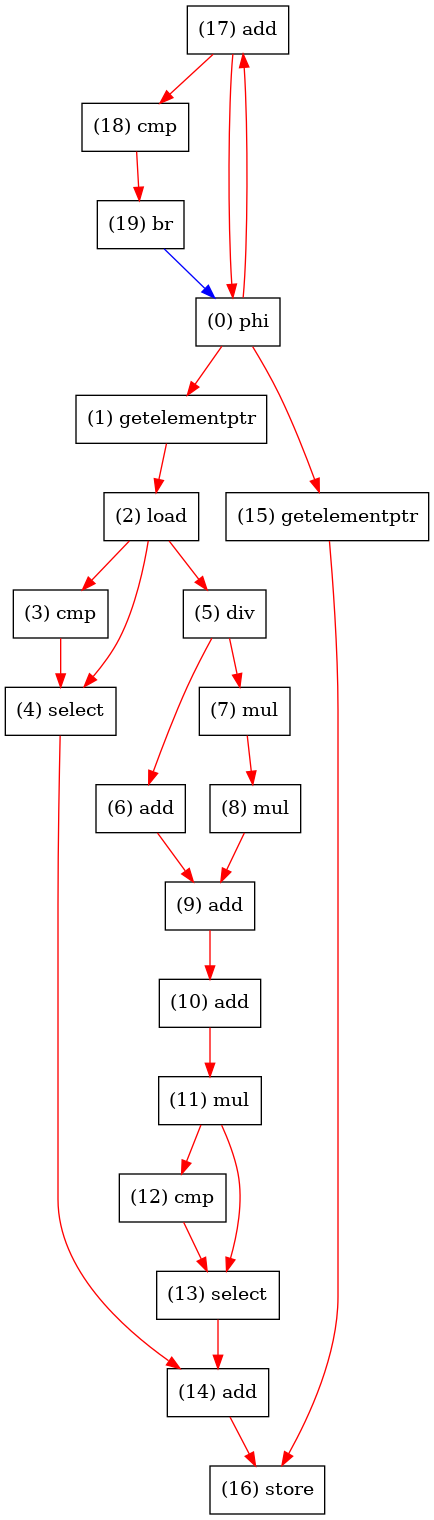 (17) add
(18) cmp
(19) br
(0) phi
(1) getelementptr
(2) load
(15) getelementptr
(3) cmp
(5) div
(4) select
(7) mul
(6) add
(8) mul
(9) add
(10) add
(11) mul
(12) cmp
(13) select
(14) add
(16) store